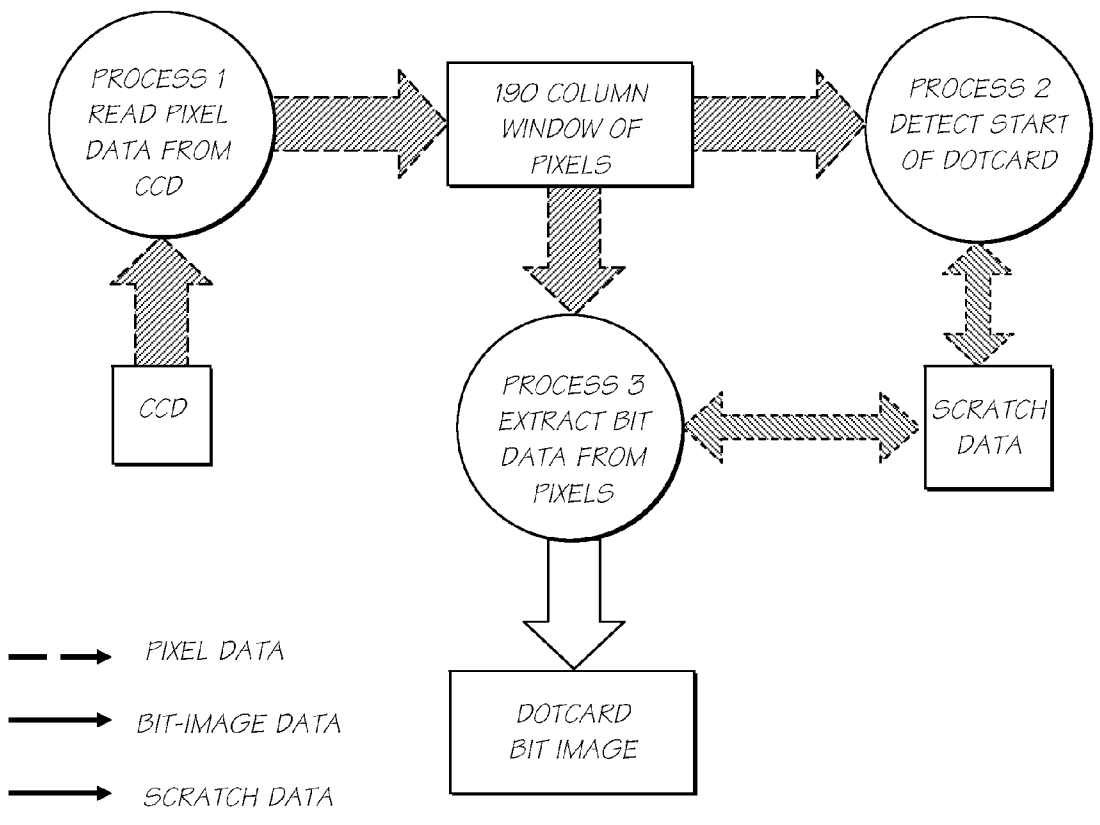 PROCESS 1
READ PIXEL
DATA FROM
CCD
190 COLUMN
WINDOW OF
PIXELS
PROCESS 2
DETECT START
OF DOTCARD
CCD
PROCESS 3
EXTRACT BIT
DATA FROM
PIXELS
SCRATCH
DATA
DOTCARD
BIT IMAGE
PIXEL DATA
BIT-IMAGE DATA
SCRATCH DATA